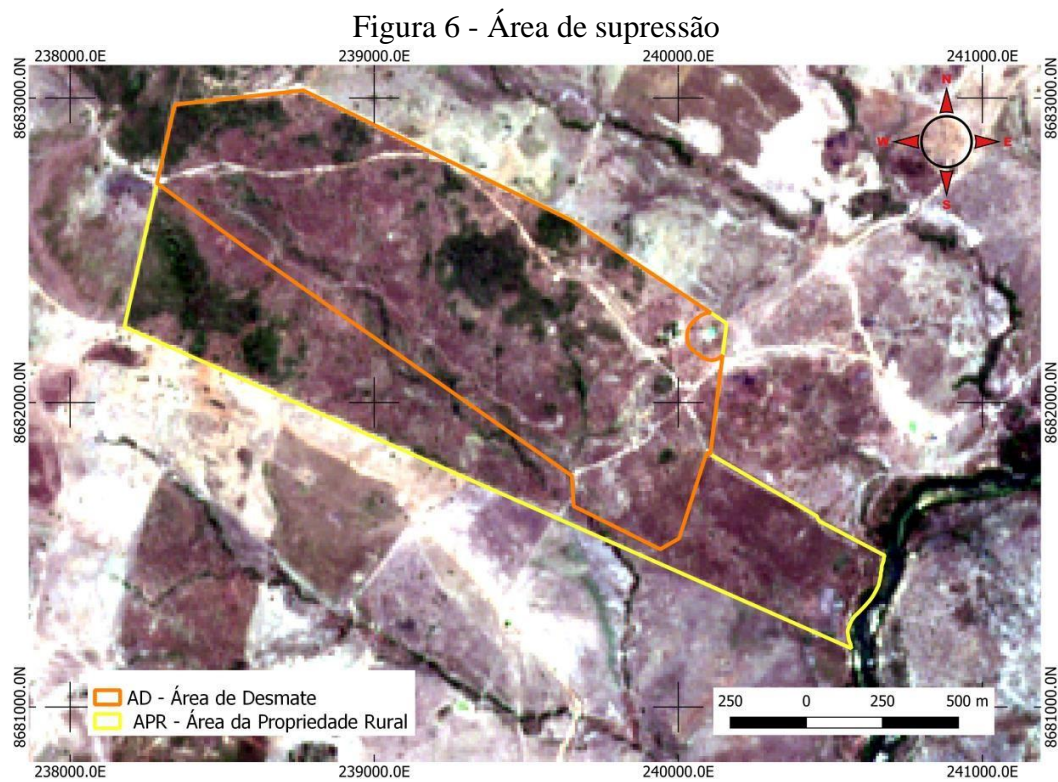 Figura 6 - Área de supressão
238000.0E 239000.0E 240000.0E 241000.0E
8683000.0N 8683000.0N
N
W E
S
8682000.0N 8682000.0N
8681000.0N 8681000.0N
AD - Área de Desmate
APR - Área da Propriedade Rural
250 0 250 500 m
238000.0E 239000.0E 240000.0E 241000.0E